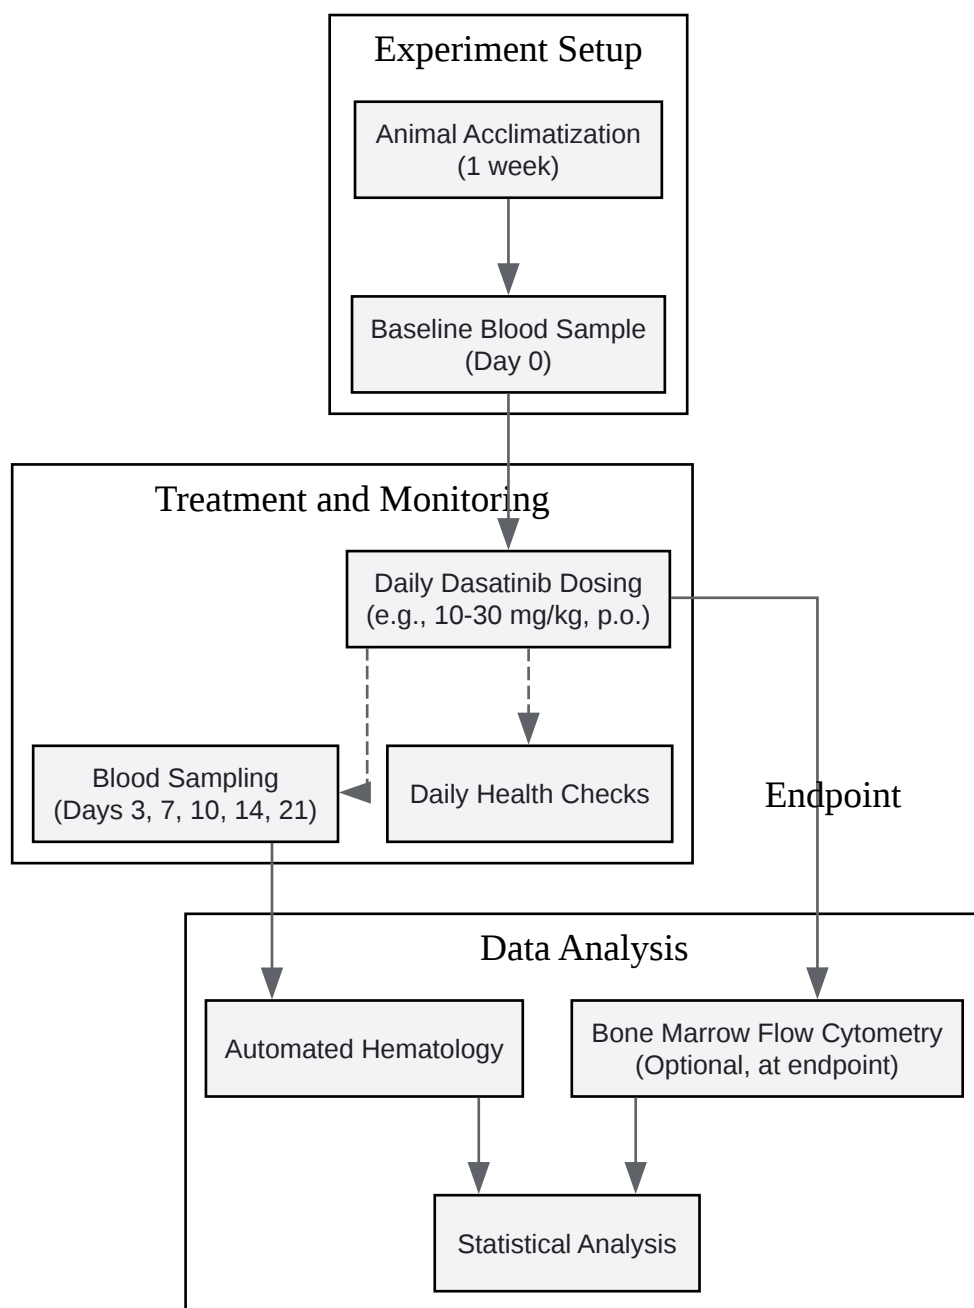 Experiment Setup
Animal Acclimatization
(1 week)
Baseline Blood Sample
(Day 0)
Treatment and Monitoring
Daily Dasatinib Dosing
(e.g., 10-30 mg/kg, p.o.)
Blood Sampling
(Days 3, 7, 10, 14, 21)
Daily Health Checks
Endpoint
Data Analysis
Automated Hematology
Bone Marrow Flow Cytometry
(Optional, at endpoint)
Statistical Analysis